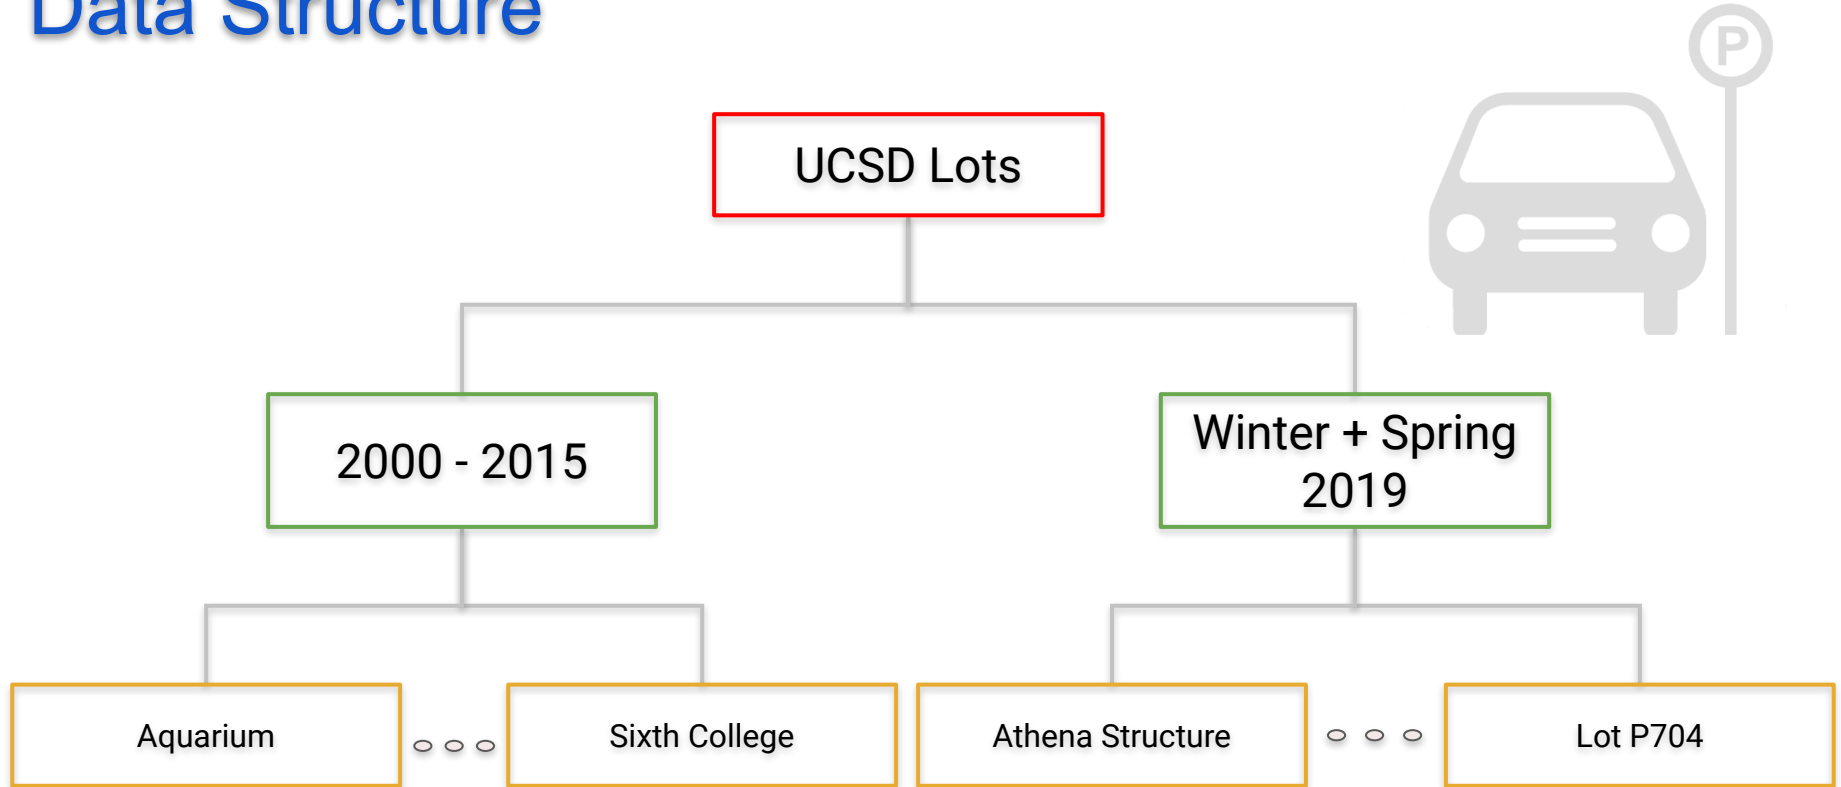 Data Structure
P
UCSD Lots
2000 - 2015
Winter + Spring
2019
Aquarium
Sixth College
Athena Structure
Lot P704